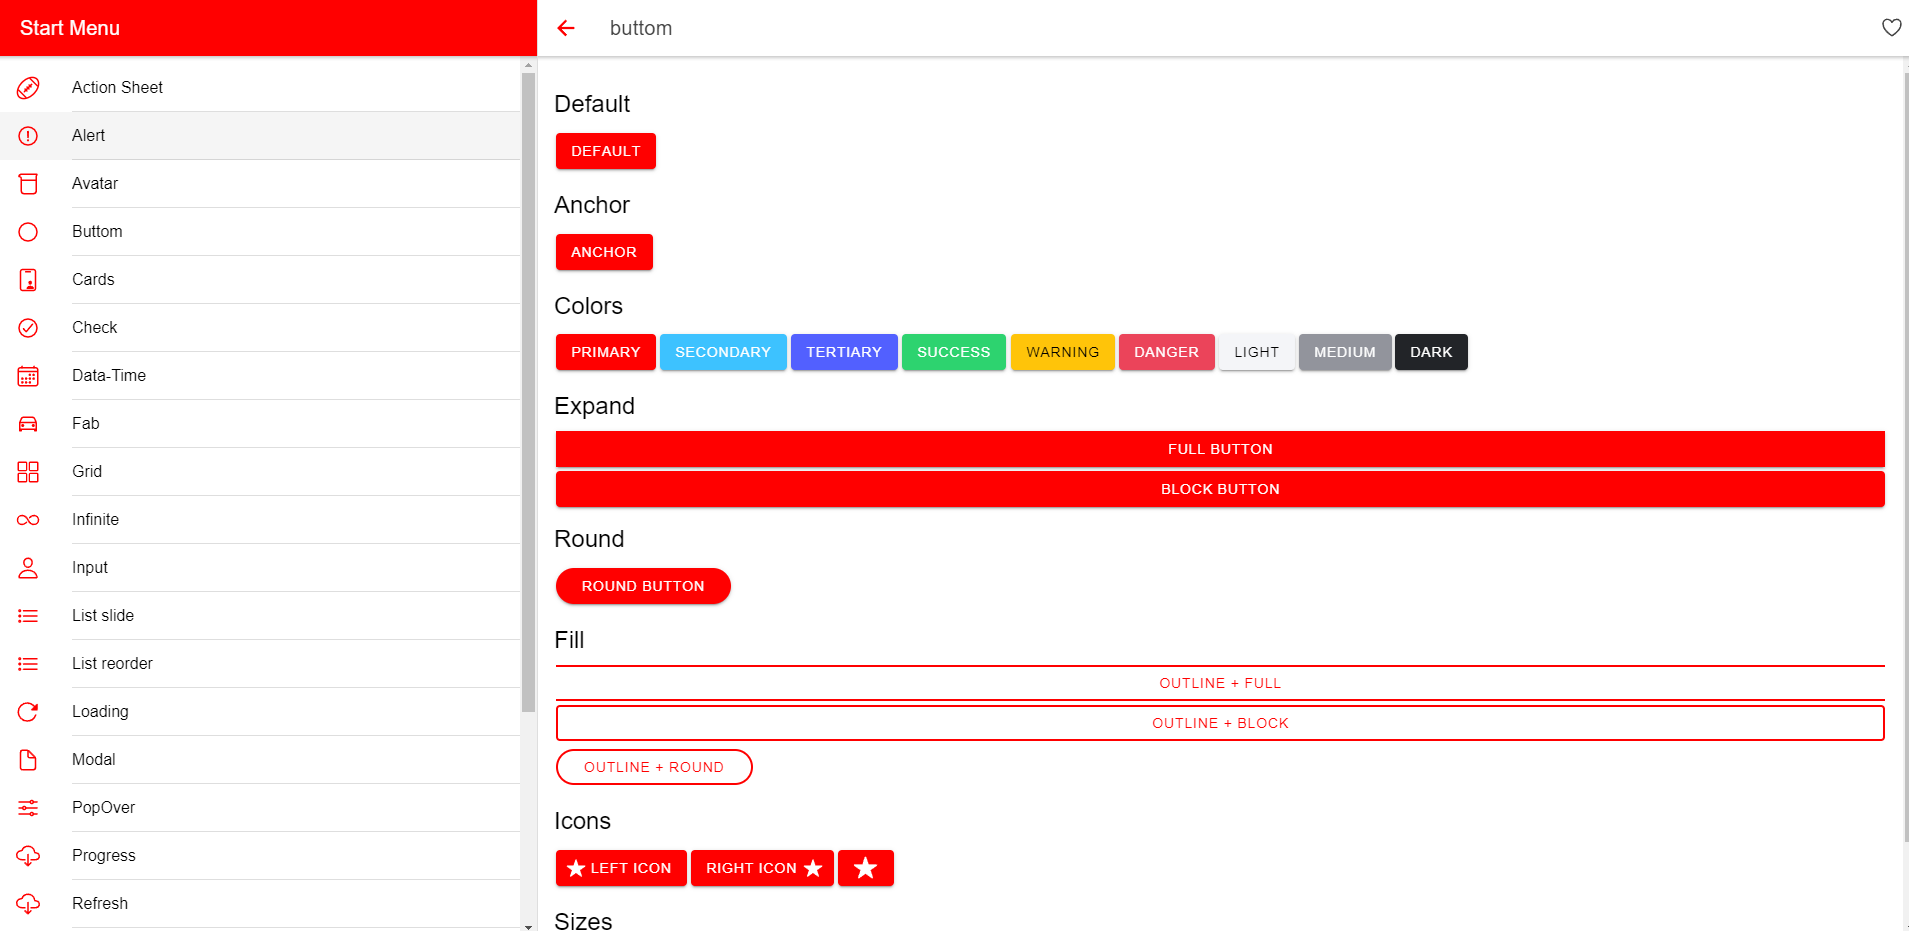 Start Menu
Action Sheet
Alert
Avatar
Buttom
Cards
Check
Data-Time
Fab
Grid
Infinite
Input
List slide
List reorder
Loading
Modal
PopOver
Progress
Refresh
buttom
Default
DEFAULT
Anchor
ANCHOR
Colors
PRIMARY SECONDARY TERTIARY SUCCESS WARNING DANGER LIGHT MEDIUM DARK
Expand
FULL BUTTON
BLOCK BUTTON
Round
ROUND BUTTON
Fill
OUTLINE + FULL
OUTLINE + BLOCK
OUTLINE + ROUND
Icons
LEFT ICON RIGHT ICON
Sizes